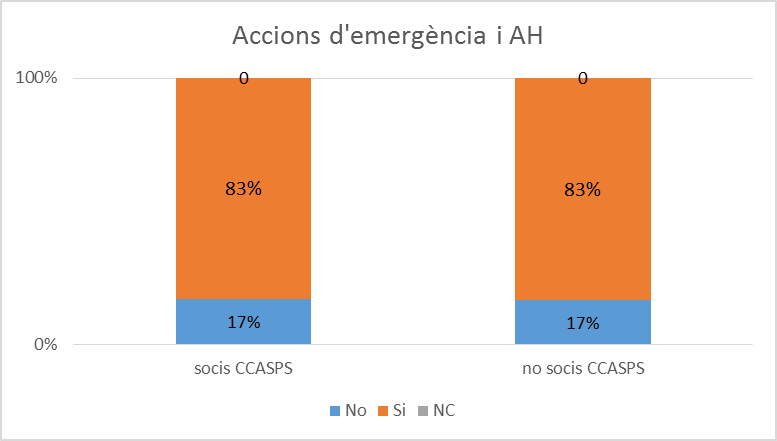 Accions d'emergència i AH
100%
0 0
83% 83%
17% 17%
0%
socis CCASPS no socis CCASPS
No Si NC